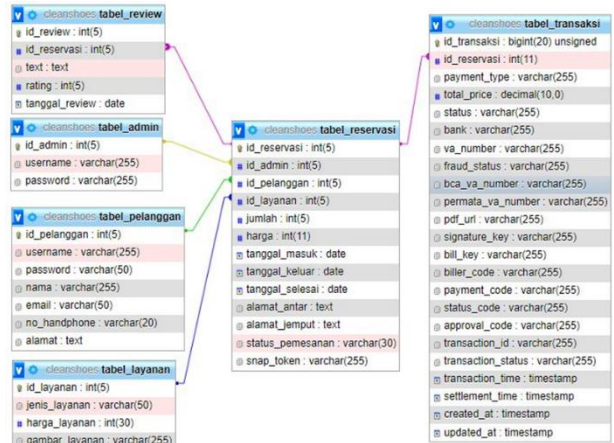 cleanshoes tabel_review
id_review : int(5)
id_reservasi : int(5)
text : text
rating : int(5)
tanggal_review : date
cleanshoes tabel_admin
id_admin : int(5)
username : varchar(255)
password : varchar(255)
cleanshoes tabel_pelanggan
id_pelanggan : int(5)
username : varchar(255)
password : varchar(50)
nama : varchar(255)
email : varchar(50)
no_handphone : varchar(20)
alamat : text
cleanshoes tabel_layanan
id_layanan : int(5)
jenis_layanan : varchar(50)
harga_layanan : int(30)
gambar_layanan : varchar(255)
cleanshoes tabel_reservasi
id_reservasi : int(5)
id_admin : int(5)
id_pelanggan : int(5)
id_layanan : int(5)
jumlah : int(5)
harga : int(11)
tanggal_masuk : date
tanggal_keluar : date
tanggal_selesai : date
alamat_antar : text
alamat_jemput : text
status_pemesanan : varchar(30)
snap_token : varchar(255)
cleanshoes tabel_transaksi
id_transaksi : bigint(20) unsigned
id_reservasi : int(11)
payment_type : varchar(255)
total_price : decimal(10,0)
status : varchar(255)
bank : varchar(255)
va_number : varchar(255)
fraud_status : varchar(255)
bca_va_number : varchar(255)
permata_va_number : varchar(255)
pdf_url : varchar(255)
signature_key : varchar(255)
bill_key : varchar(255)
biller_code : varchar(255)
payment_code : varchar(255)
status_code : varchar(255)
approval_code : varchar(255)
transaction_id : varchar(255)
transaction_status : varchar(255)
transaction_time : timestamp
settlement_time : timestamp
created_at : timestamp
updated_at : timestamp